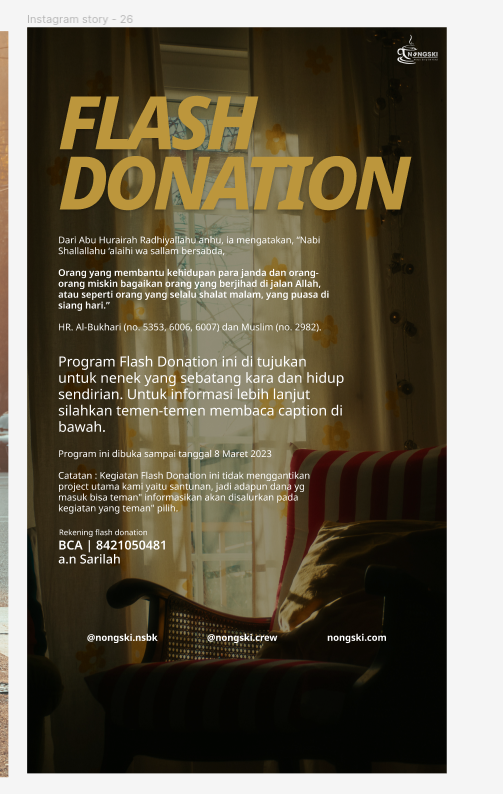 Instagram story - 26
NONGSKI
FLASH
DONATION
Dari Abu Hurairah Radhiyallahu anhu, ia mengatakan, “Nabi
Shallallahu ‘alaihi wa sallam bersabda,
Orang yang membantu kehidupan para janda dan orang-
orang miskin bagaikan orang yang berjihad di jalan Allah,
atau seperti orang yang selalu shalat malam, yang puasa di
siang hari.”
HR. Al-Bukhari (no. 5353, 6006, 6007) dan Muslim (no. 2982).
Program Flash Donation ini di tujukan
untuk nenek yang sebatang kara dan hidup
sendirian. Untuk informasi lebih lanjut
silahkan temen-temen membaca caption di
bawah.
Program ini dibuka sampai tanggal 8 Maret 2023
Catatan : Kegiatan Flash Donation ini tidak menggantikan
project utama kami yaitu santunan, jadi adapun dana yg
masuk bisa teman" informasikan akan disalurkan pada
kegiatan yang teman" pilih.
Rekening flash donation
BCA | 8421050481
a.n Sarilah
@nongski.nsbk @nongski.crew nongski.com